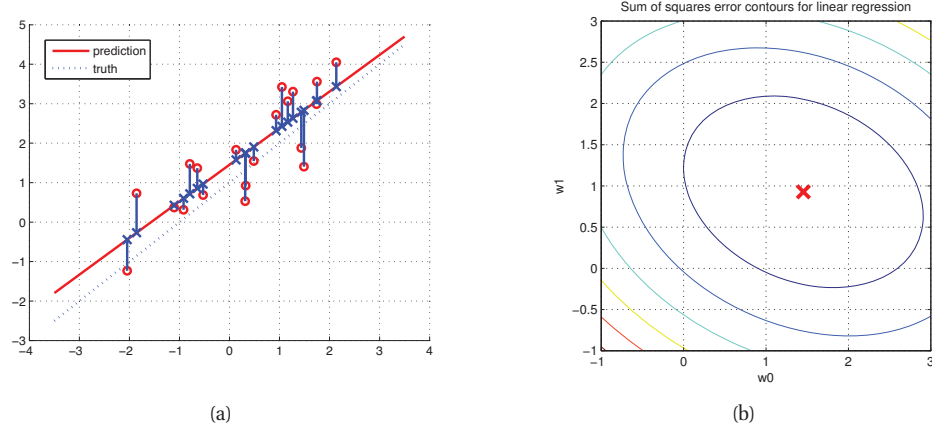 5
4
3
2
1
0
−1
−2
−3
−4 −3 −2 −1 0 1 2 3 4
prediction
truth
(a)
Sum of squares error contours for linear regression
3
2.5
2
1.5
1
0.5
0
−0.5
−1
w1
−1 0 1 2 3
w0
(b)